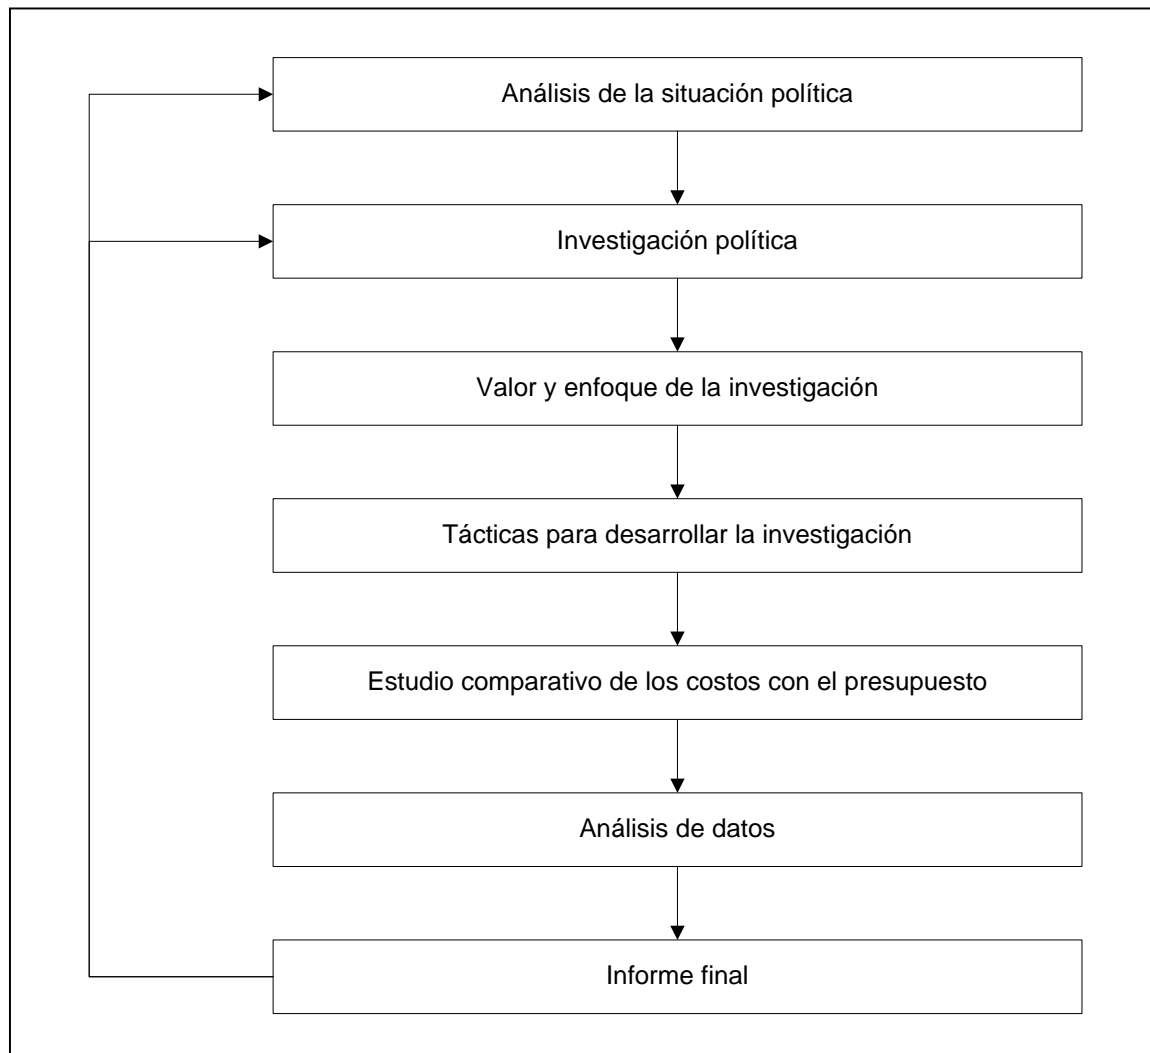 Análisis de la situación política
Investigación política
Valor y enfoque de la investigación
Tácticas para desarrollar la investigación
Estudio comparativo de los costos con el presupuesto
Análisis de datos
Informe final